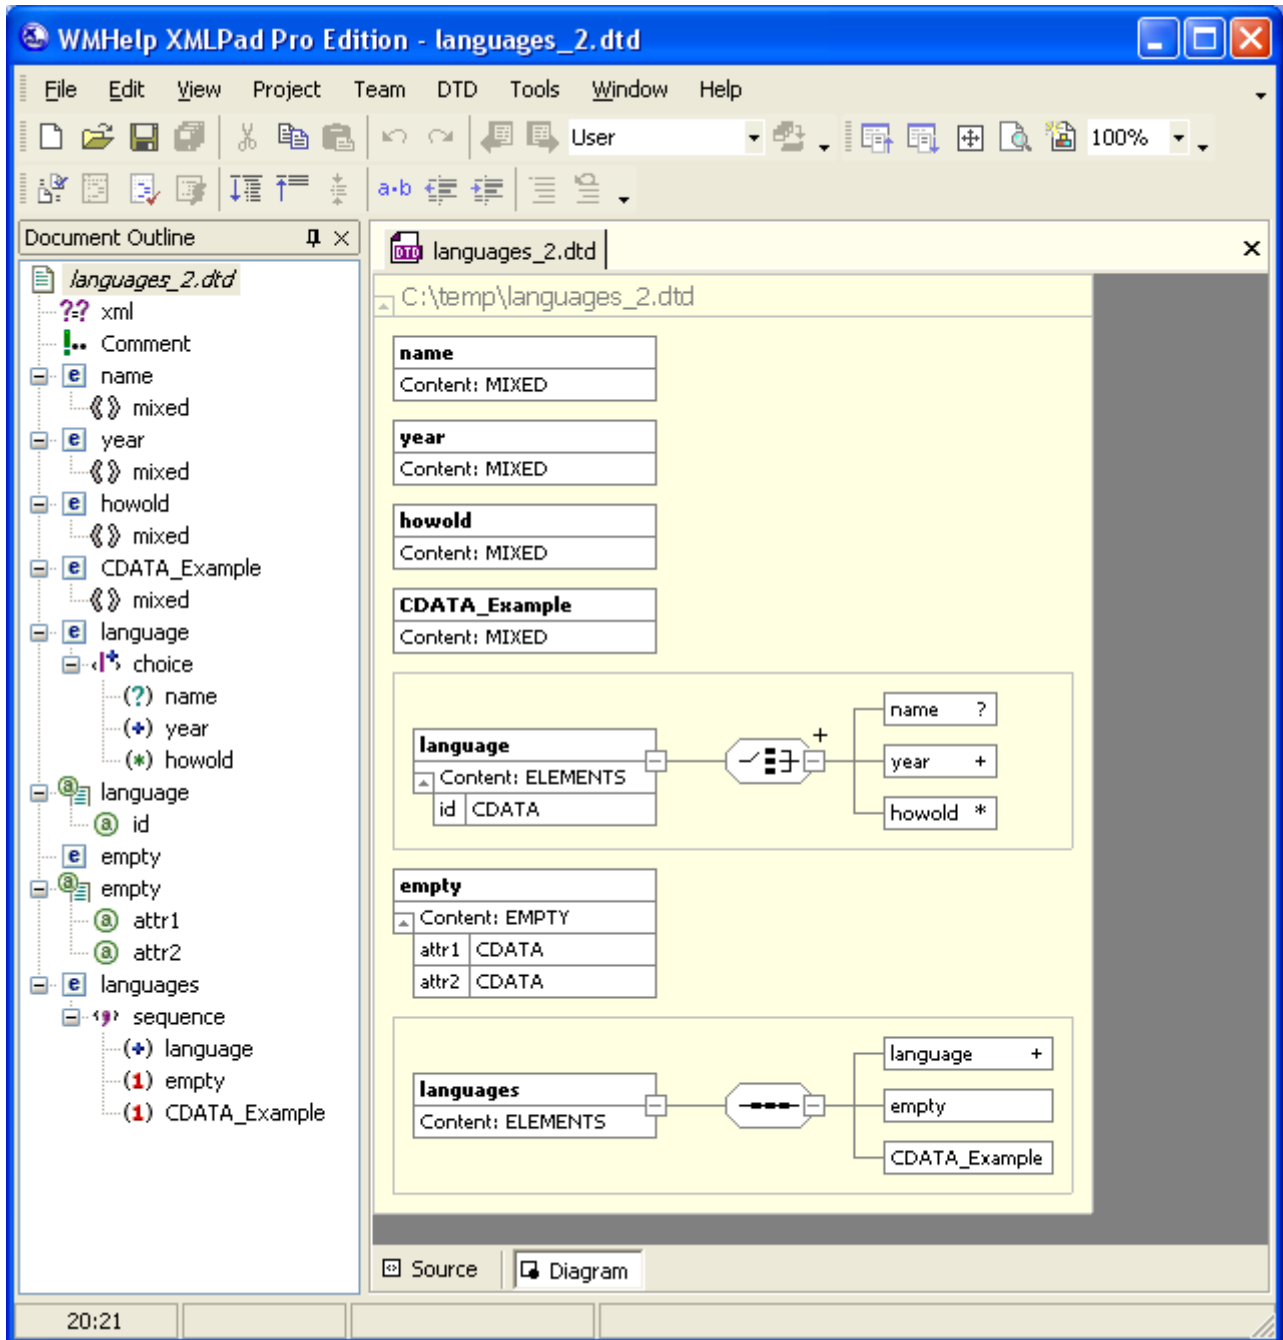 WMHelp XMLPad Pro Edition - languages_2.dtd
File Edit View Project Team DTD Tools Window Help
User 100%
a-b
Document Outline
languages_2.dtd
?=? xml
Comment
e name
mixed
e year
mixed
e howold
mixed
e CDATA_Example
mixed
e language
choice
(?) name
(+) year
(*) howold
@ language
@ id
e empty
@ empty
@ attr1
@ attr2
e languages
sequence
(+) language
(1) empty
(1) CDATA_Example
DTD languages_2.dtd
C:\temp\languages_2.dtd
name
Content: MIXED
year
Content: MIXED
howold
Content: MIXED
CDATA_Example
Content: MIXED
language
Content: ELEMENTS
id CDATA
+
name ?
year +
howold *
empty
Content: EMPTY
attr1 CDATA
attr2 CDATA
languages
Content: ELEMENTS
language +
empty
CDATA_Example
Source Diagram
20:21